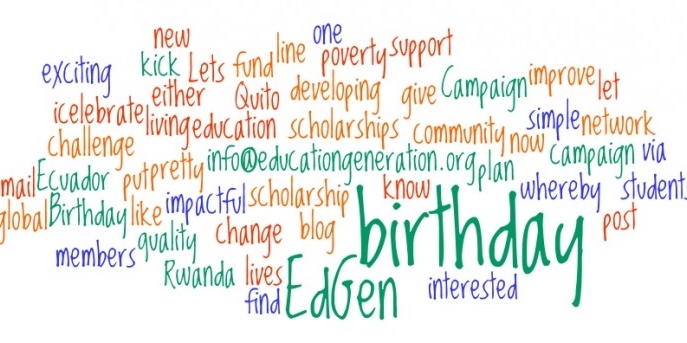 new one
exciting kick Lets fund line poverty support
either Quito developing give Campaign improve let
icelebrate living education scholarships community now simple network
challenge info@educationgeneration.org plan Campaign via
mail Ecuador put pretty scholarship know whereby student
global Birthday like impactful birthday post
members quality change blog
Rwanda lives
find EdGen interested